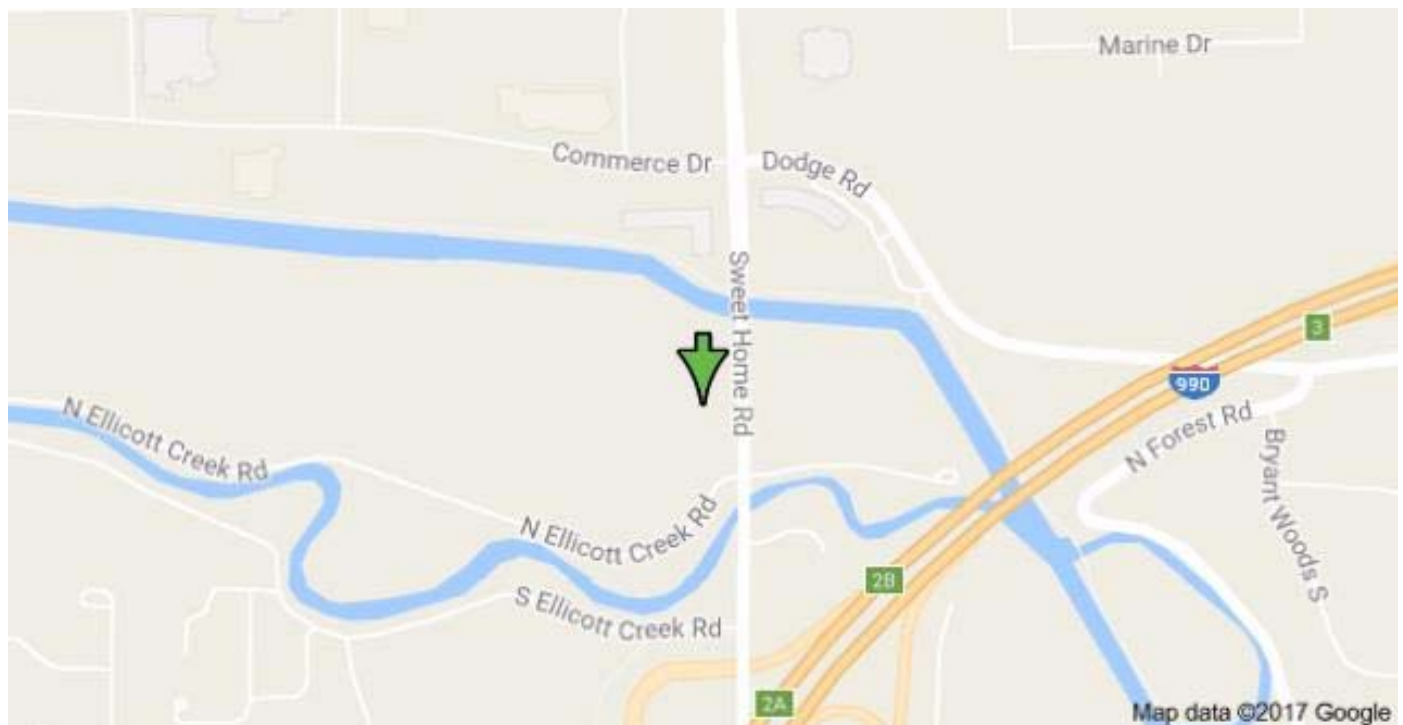 Marine Dr
Commerce Dr
Dodge Rd
Sweet Home Rd
3
990
N Ellicott Creek Rd
N Forest Rd
Bryant Woods S
N Ellicott Creek Rd
2B
S Ellicott Creek Rd
2A
Map data ©2017 Google